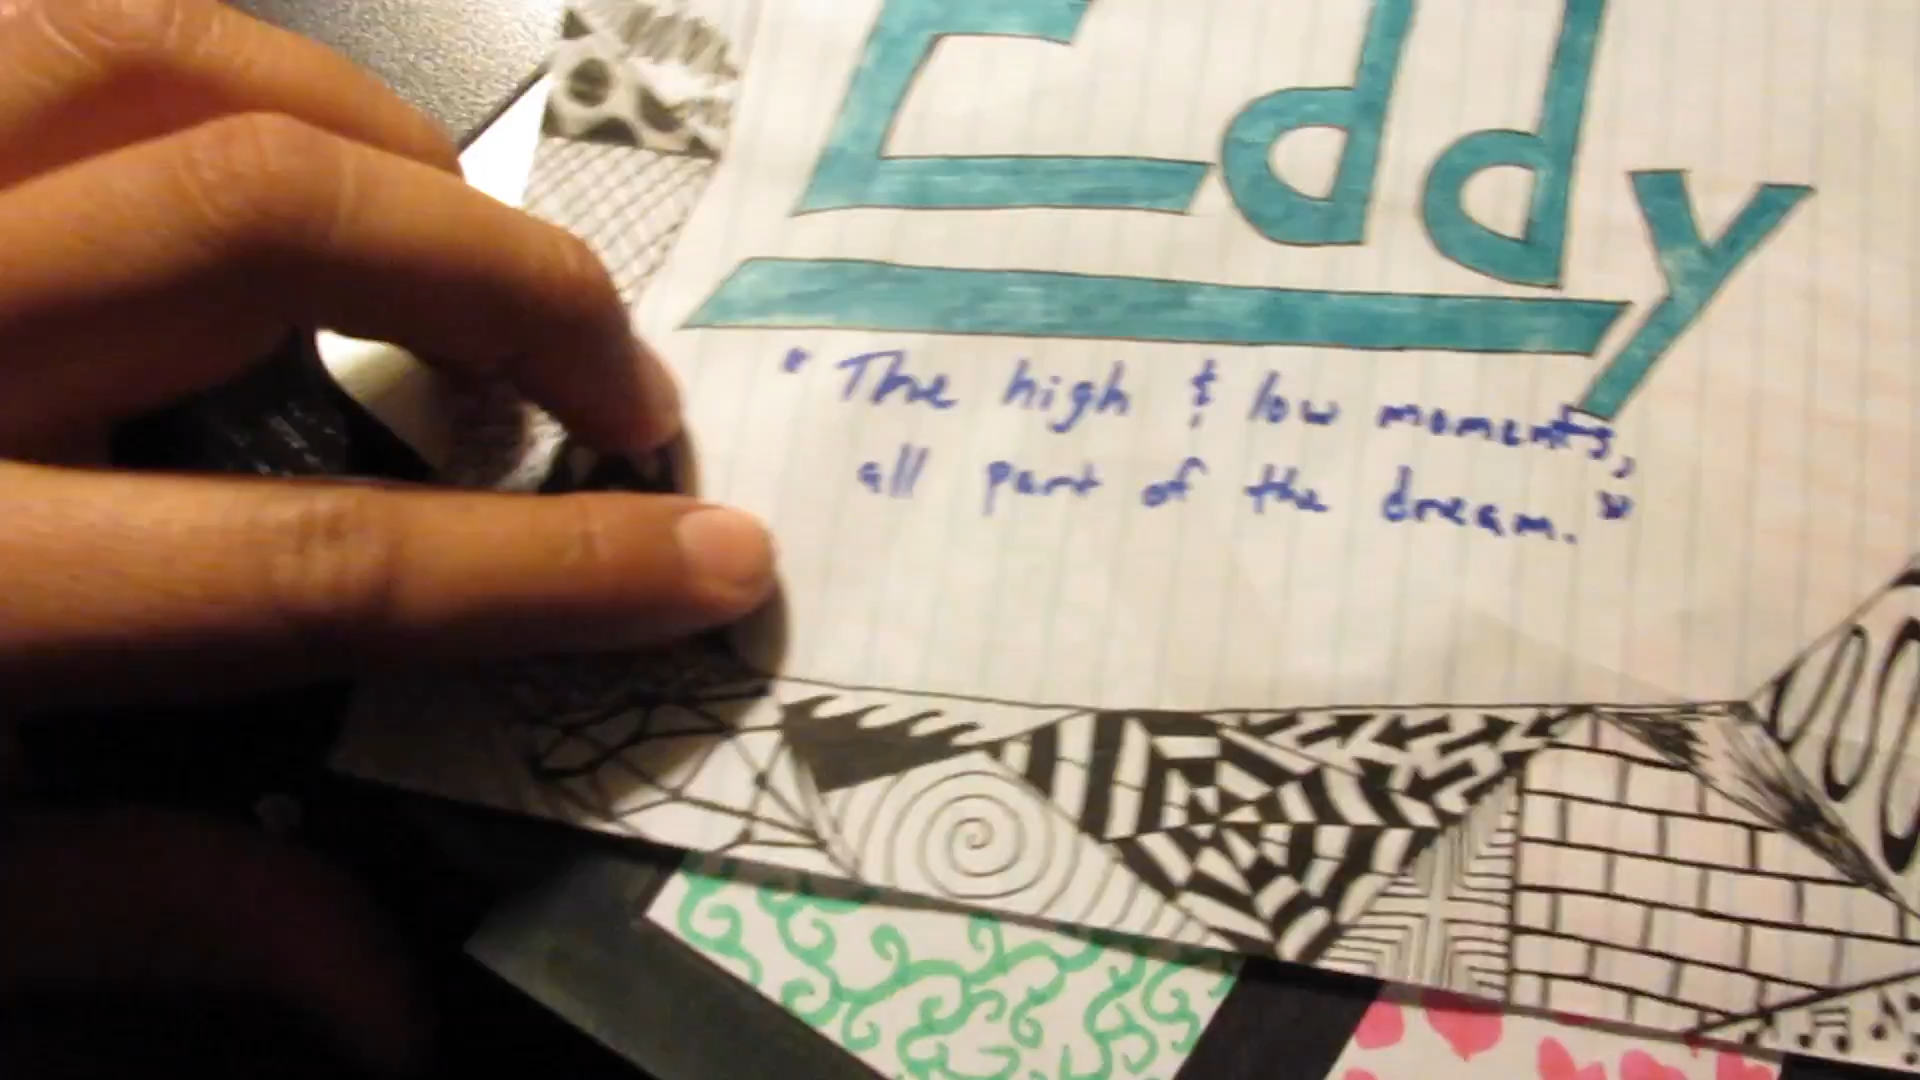 Eddy
"The high & low moments,
all part of the dream."